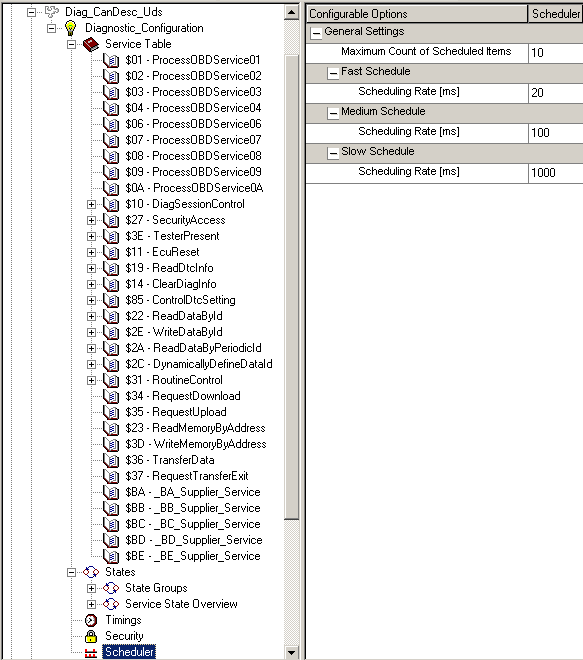 Diag_CanDesc_Uds
Diagnostic_Configuration
Service Table
$01 - ProcessOBDService01
$02 - ProcessOBDService02
$03 - ProcessOBDService03
$04 - ProcessOBDService04
$06 - ProcessOBDService06
$07 - ProcessOBDService07
$08 - ProcessOBDService08
$09 - ProcessOBDService09
$0A - ProcessOBDService0A
$10 - DiagSessionControl
$27 - SecurityAccess
$3E - TesterPresent
$11 - EcuReset
$19 - ReadDtcInfo
$14 - ClearDiagInfo
$85 - ControlDtcSetting
$22 - ReadDataById
$2E - WriteDataById
$2A - ReadDataByPeriodicId
$2C - DynamicallyDefineDataId
$31 - RoutineControl
$34 - RequestDownload
$35 - RequestUpload
$23 - ReadMemoryByAddress
$3D - WriteMemoryByAddress
$36 - TransferData
$37 - RequestTransferExit
$BA - _BA_Supplier_Service
$BB - _BB_Supplier_Service
$BC - _BC_Supplier_Service
$BD - _BD_Supplier_Service
$BE - _BE_Supplier_Service
States
State Groups
Service State Overview
Timings
Security
Scheduler
Configurable Options Scheduler
General Settings
Maximum Count of Scheduled Items 10
Fast Schedule
Scheduling Rate [ms] 20
Medium Schedule
Scheduling Rate [ms] 100
Slow Schedule
Scheduling Rate [ms] 1000